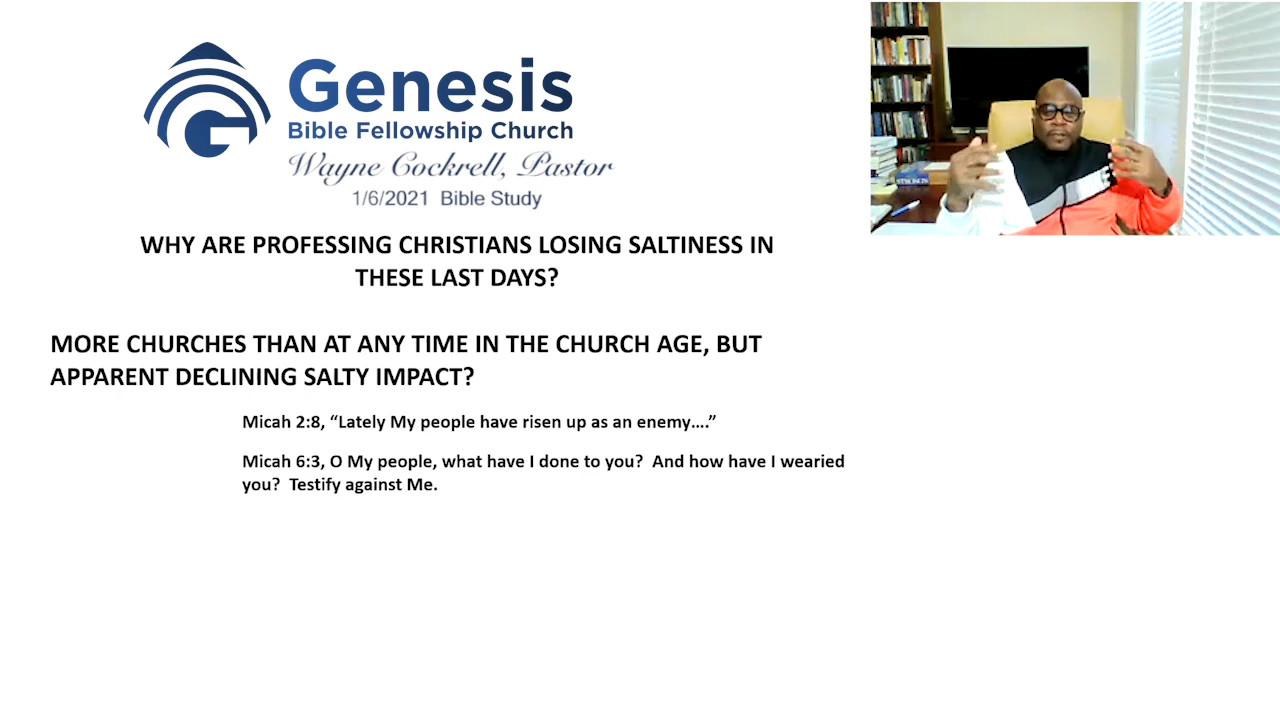 Genesis
Bible Fellowship Church
Wayne Cockrell, Pastor
1/6/2021 Bible Study
WHY ARE PROFESSING CHRISTIANS LOSING SALTINESS IN
THESE LAST DAYS?
MORE CHURCHES THAN AT ANY TIME IN THE CHURCH AGE, BUT
APPARENT DECLINING SALTY IMPACT?
Micah 2:8, “Lately My people have risen up as an enemy….”
Micah 6:3, O My people, what have I done to you?  And how have I wearied
you?  Testify against Me.
STRONG'S